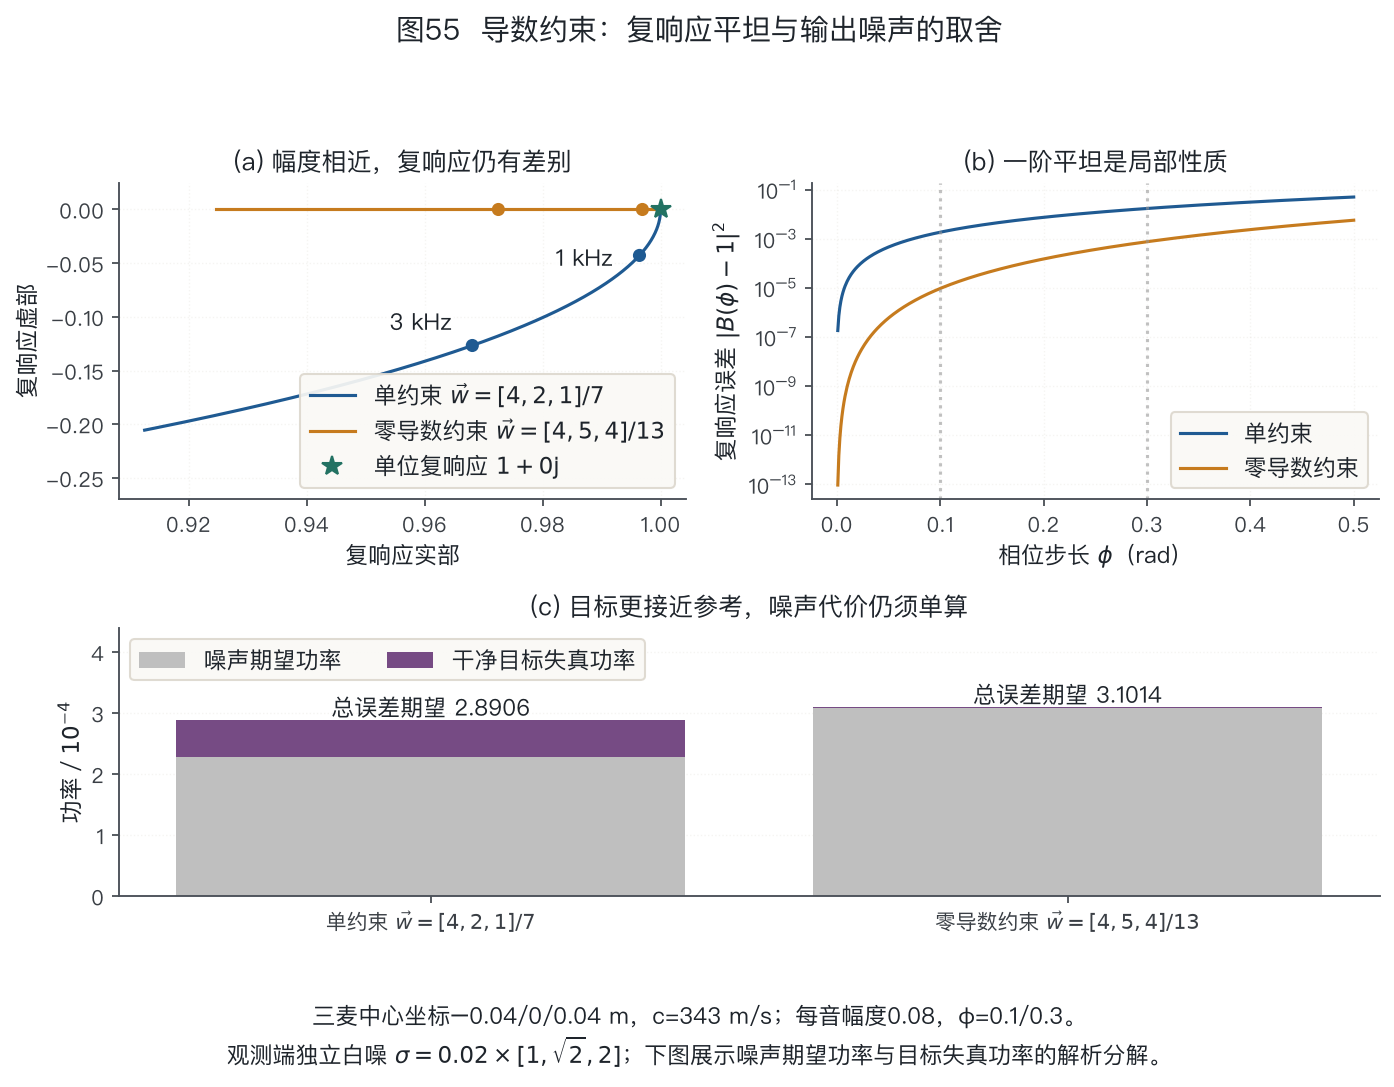 图55 导数约束：复响应平坦与输出噪声的取舍
(a) 幅度相近，复响应仍有差别
0.00
−0.05
−0.10
−0.15
−0.20
−0.25
复响应虚部
1 kHz
3 kHz
单约束 w⃗ = [4, 2, 1]/7
零导数约束 w⃗ = [4, 5, 4]/13
单位复响应 1 + 0j
0.92 0.94 0.96 0.98 1.00
复响应实部
(b) 一阶平坦是局部性质
10⁻¹
10⁻³
10⁻⁵
10⁻⁷
10⁻⁹
10⁻¹¹
10⁻¹³
复响应误差 |B(ϕ) − 1|²
单约束
零导数约束
0.0 0.1 0.2 0.3 0.4 0.5
相位步长 ϕ（rad）
(c) 目标更接近参考，噪声代价仍须单算
噪声期望功率 干净目标失真功率
4
3
2
1
0
功率 / 10⁻⁴
总误差期望 2.8906
总误差期望 3.1014
单约束 w⃗ = [4, 2, 1]/7
零导数约束 w⃗ = [4, 5, 4]/13
三麦中心坐标−0.04/0/0.04 m，c=343 m/s；每音幅度0.08，ϕ=0.1/0.3。
观测端独立白噪 σ = 0.02 × [1, √2, 2]；下图展示噪声期望功率与目标失真功率的解析分解。